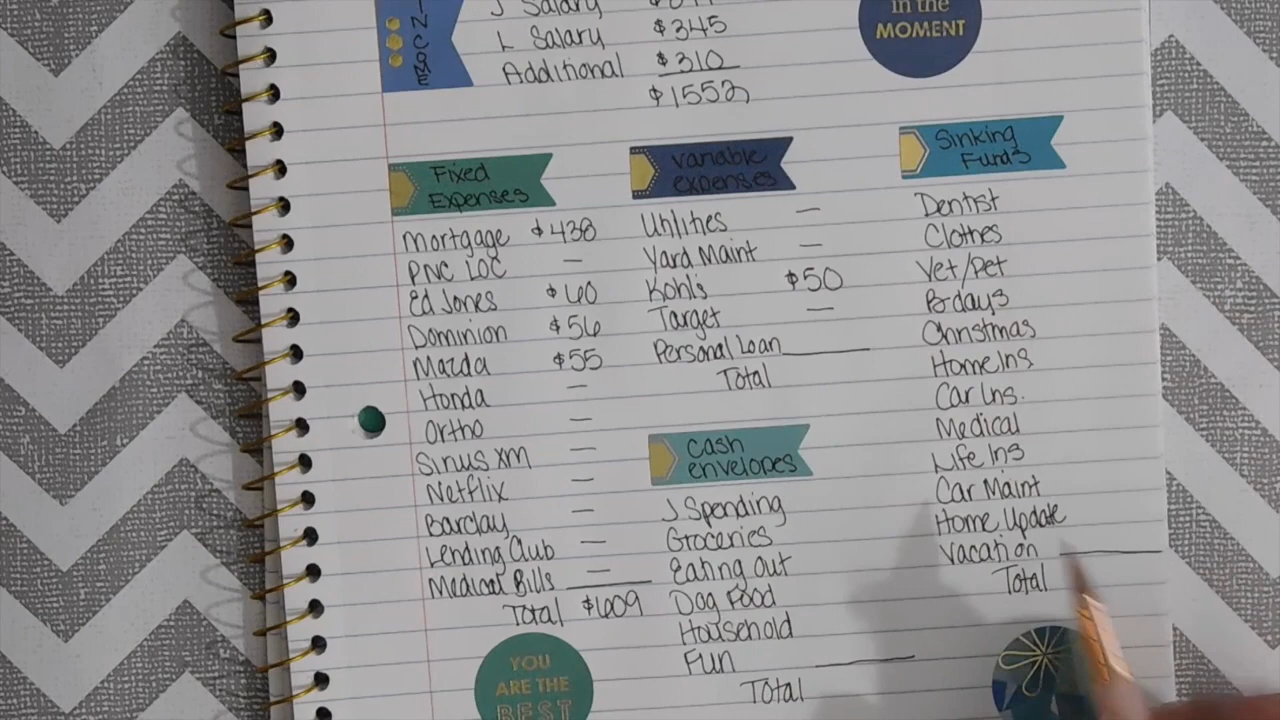 INCOME
J Salary
L Salary $345
Additional $310
$1552
in the
MOMENT
Fixed
Expenses
Mortgage $438
PNC LOC —
Ed Jones $60
Dominion $56
Mazda $55
Honda —
Ortho —
Sirius xm —
Netflix —
Barclay —
Lending Club —
Medical Bills —
Total $609
YOU
ARE THE
BEST
Variable
expenses
Utilities —
Yard Maint —
Kohl's $50
Target —
Personal Loan
Total
Cash
envelopes
J Spending
Groceries
Eating out
Dog Food
Household
Fun
Total
Sinking
Funds
Dentist
Clothes
Vet/Pet
B-days
Christmas
Home Ins
Car Ins.
Medical
Life Ins
Car Maint
Home Update
Vacation
Total